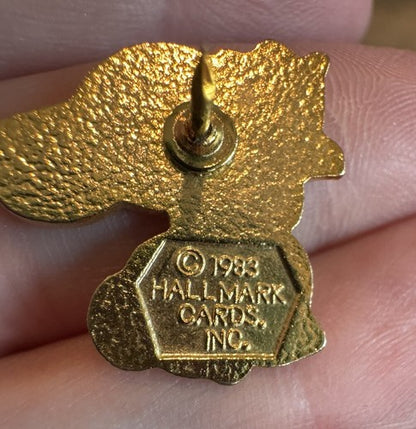 © 1983
HALLMARK
CARDS,
INC.